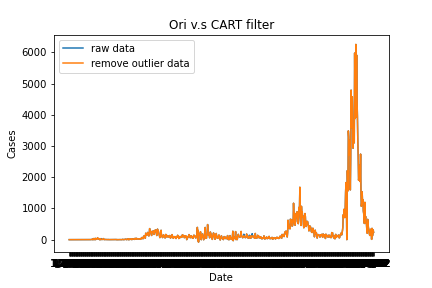 Ori v.s CART filter
raw data
remove outlier data
6000
5000
4000
3000
2000
1000
0
Cases
Date